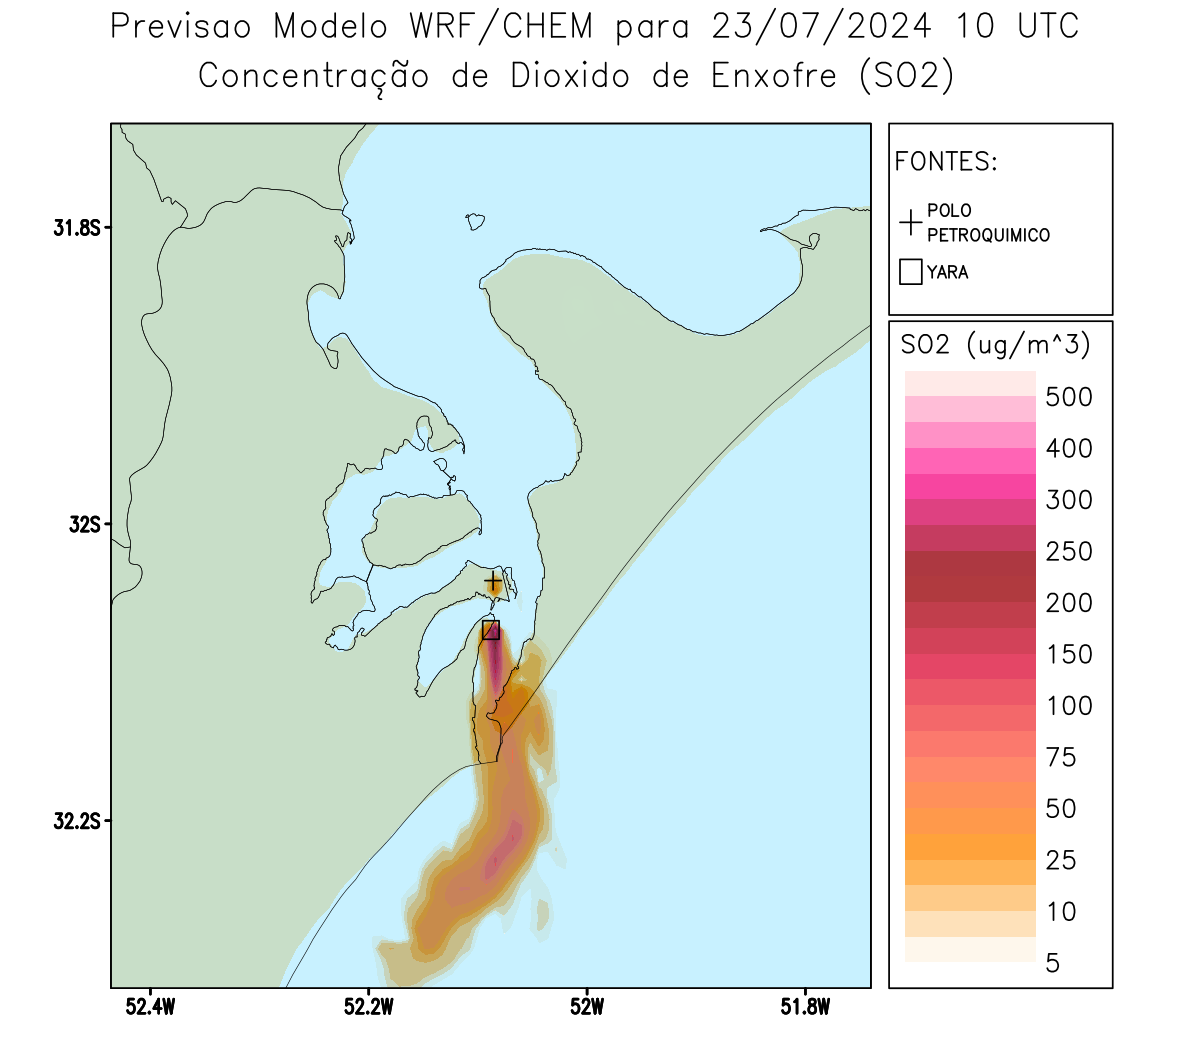 Previsao Modelo WRF/CHEM para 23/07/2024 10 UTC
Concentração de Dioxido de Enxofre (SO2)
FONTES:
POLO
PETROQUIMICO
YARA
SO2 (ug/m^3)
500
400
300
250
200
150
100
75
50
25
10
5
31.8S
32S
32.2S
52.4W
52.2W
52W
51.8W